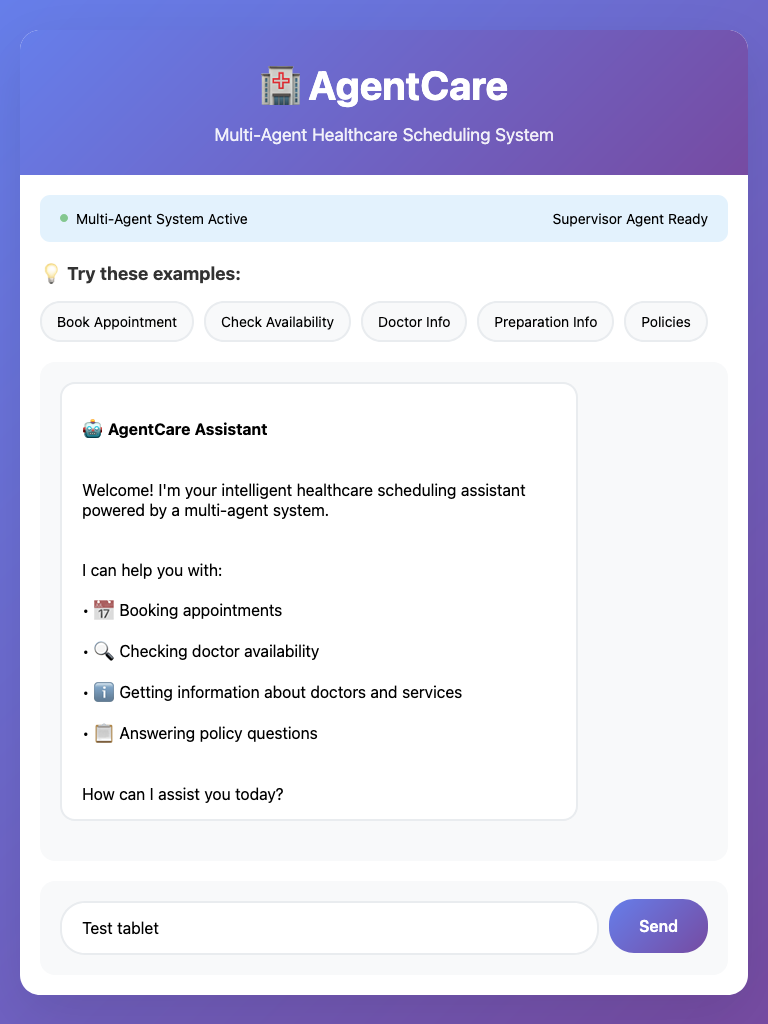 AgentCare
Multi-Agent Healthcare Scheduling System
Multi-Agent System Active
Supervisor Agent Ready
💡 Try these examples:
Book Appointment
Check Availability
Doctor Info
Preparation Info
Policies
🤖 AgentCare Assistant
Welcome! I'm your intelligent healthcare scheduling assistant
powered by a multi-agent system.
I can help you with:
• 📅 Booking appointments
• 🔍 Checking doctor availability
• ℹ️ Getting information about doctors and services
• 📋 Answering policy questions
How can I assist you today?
Test tablet
Send